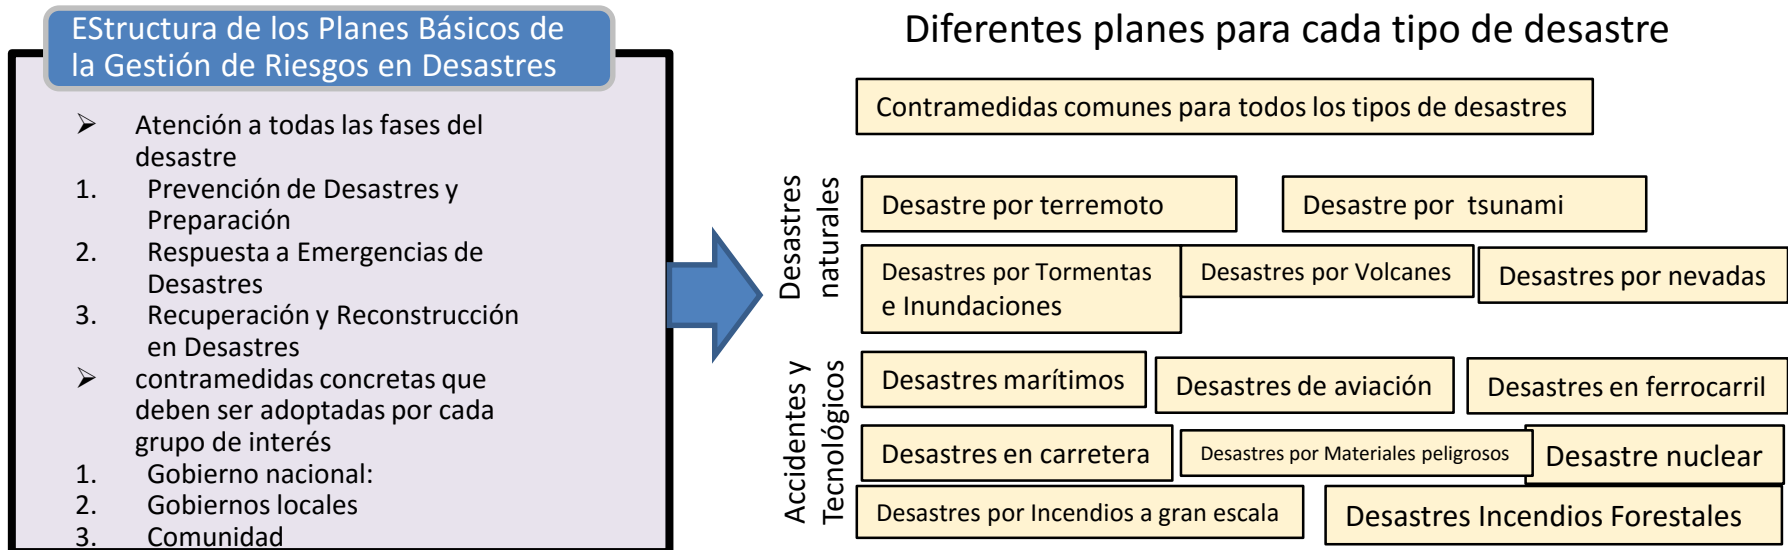 EStructura de los Planes Básicos de
la Gestión de Riesgos en Desastres
➢ Atención a todas las fases del
desastre
1. Prevención de Desastres y
Preparación
2. Respuesta a Emergencias de
Desastres
3. Recuperación y Reconstrucción
en Desastres
➢ contramedidas concretas que
deben ser adoptadas por cada
grupo de interés
1. Gobierno nacional:
2. Gobiernos locales
3. Comunidad
Diferentes planes para cada tipo de desastre
Contramedidas comunes para todos los tipos de desastres
Desastres
naturales
Desastre por terremoto
Desastre por tsunami
Desastres por Tormentas
e Inundaciones
Desastres por Volcanes
Desastres por nevadas
Accidentes y
Tecnológicos
Desastres marítimos
Desastres de aviación
Desastres en ferrocarril
Desastres en carretera
Desastres por Materiales peligrosos
Desastre nuclear
Desastres por Incendios a gran escala
Desastres Incendios Forestales